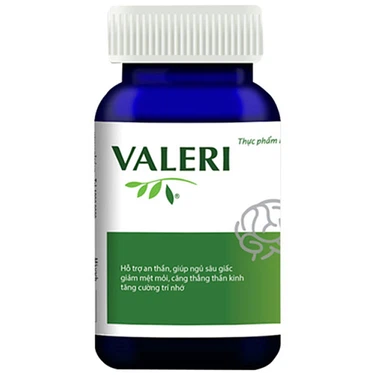 Thực phẩm
VALERI
®
Hỗ trợ an thần, giúp ngủ sâu giấc
giảm mệt mỏi, căng thẳng thần kinh
tăng cường trí nhớ